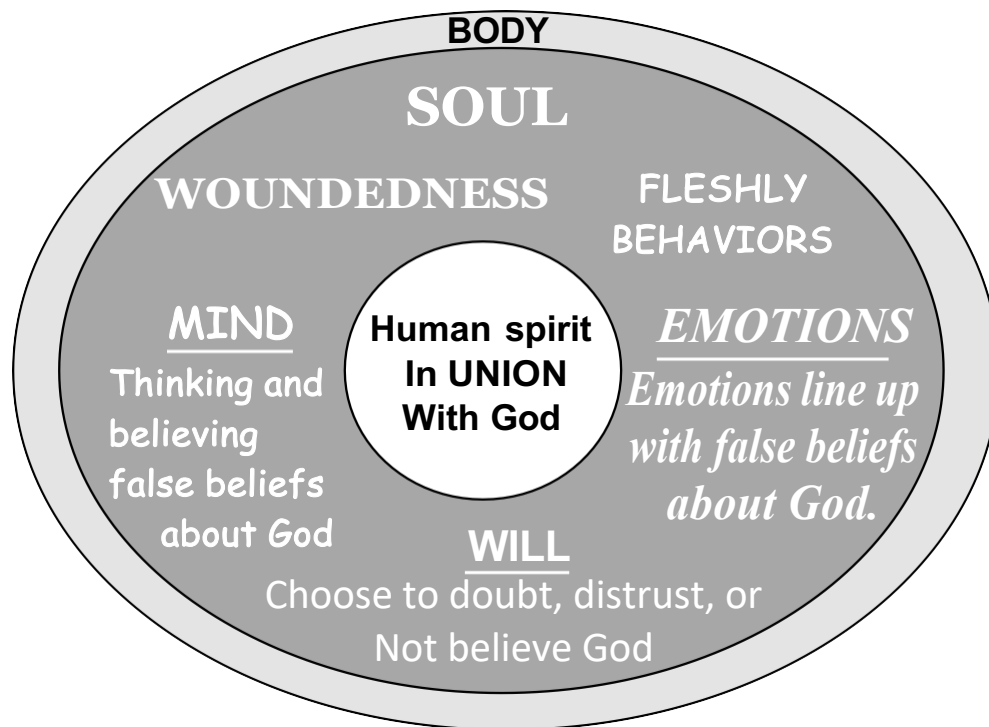 BODY
SOUL
WOUNDEDNESS
FLESHLY
BEHAVIORS
MIND
Thinking and
believing
false beliefs
about God
Human spirit
In UNION
With God
EMOTIONS
Emotions line up
with false beliefs
about God.
WILL
Choose to doubt, distrust, or
Not believe God